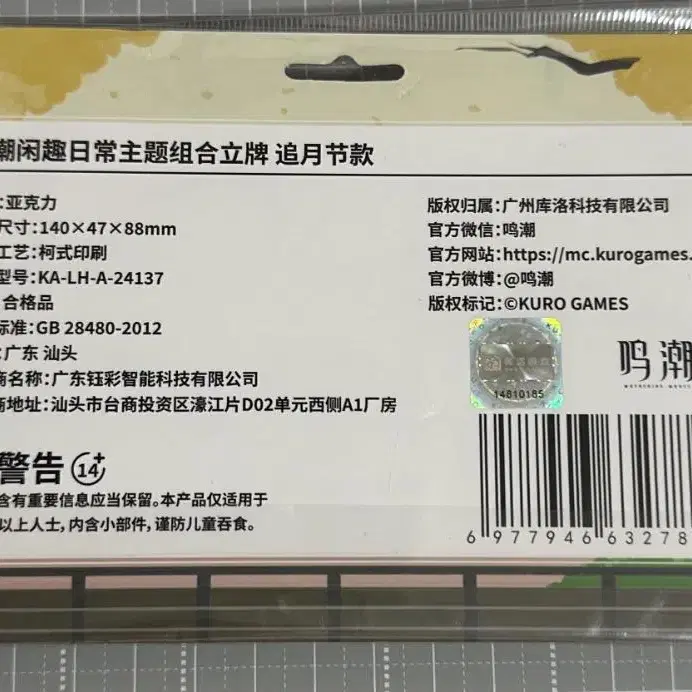 潮闲趣日常主题组合立牌 追月节款
:亚克力
尺寸:140×47×88mm
工艺:柯式印刷
型号:KA-LH-A-24137
合格品
标准:GB 28480-2012
:广东 汕头
商名称:广东钰彩智能科技有限公司
商地址:汕头市台商投资区濠江片D02单元西侧A1厂房
版权归属:广州库洛科技有限公司
官方微信:鸣潮
官方网站:https://mc.kurogames.
官方微博:@鸣潮
版权标记:©KURO GAMES
14810185
鸣潮
警告 14+
含有重要信息应当保留。本产品仅适用于
以上人士,内含小部件,谨防儿童吞食。
6 977946 63278